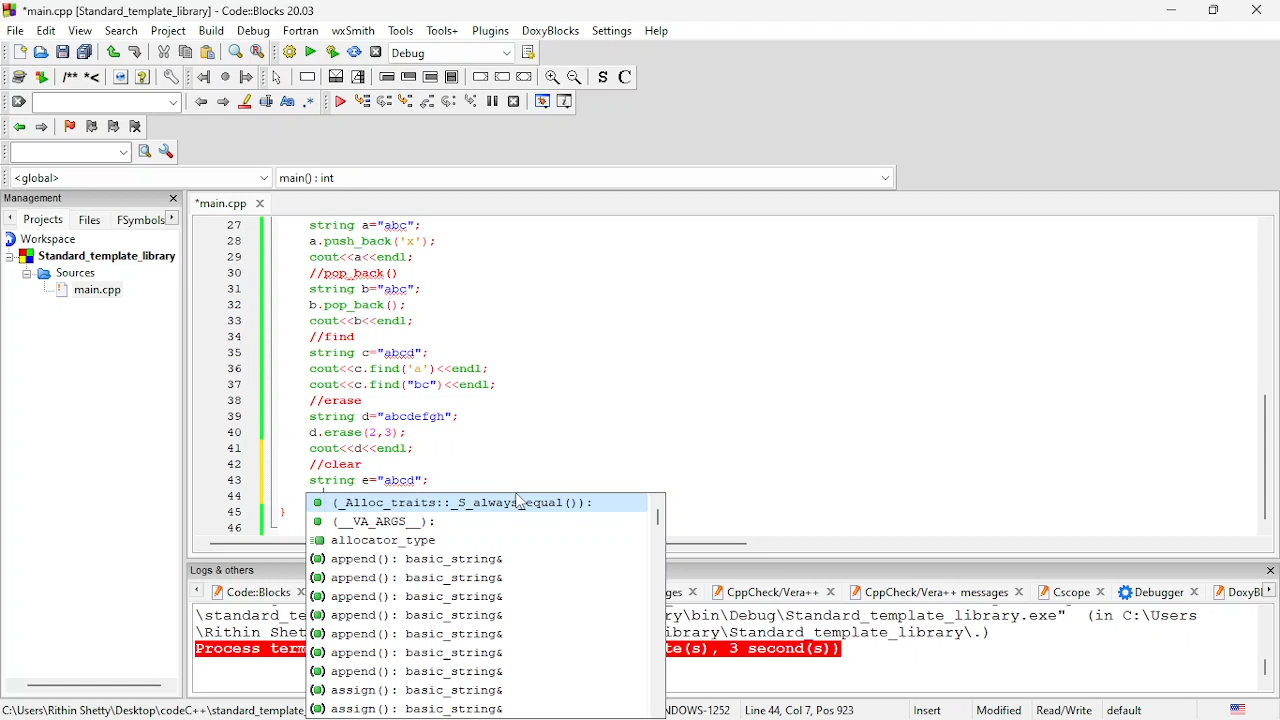 *main.cpp [Standard_template_library] - Code::Blocks 20.03
File Edit View Search Project Build Debug Fortran wxSmith Tools Tools+ Plugins DoxyBlocks Settings Help
Debug
/** *<
S C
Aa .*
<global> main() : int
Management
Projects Files FSymbols
Workspace
Standard_template_library
Sources
main.cpp
*main.cpp
27 string a="abc";
28 a.push_back('x');
29 cout<<a<<endl;
30 //pop_back()
31 string b="abc";
32 b.pop_back();
33 cout<<b<<endl;
34 //find
35 string c="abcd";
36 cout<<c.find('a')<<endl;
37 cout<<c.find("bc")<<endl;
38 //erase
39 string d="abcdefgh";
40 d.erase(2,3);
41 cout<<d<<endl;
42 //clear
43 string e="abcd";
44
45 }
46
(_Alloc_traits::_S_always_equal()):
(__VA_ARGS__):
allocator_type
append(): basic_string&
append(): basic_string&
append(): basic_string&
append(): basic_string&
append(): basic_string&
append(): basic_string&
append(): basic_string&
assign(): basic_string&
assign(): basic_string&
Logs & others
Code::Blocks ges CppCheck/Vera++ CppCheck/Vera++ messages Cscope Debugger DoxyBl
\standard_te ry\bin\Debug\Standard_template_library.exe" (in C:\Users
\Rithin Shet ibrary\Standard_template_library\.)
Process term te(s), 3 second(s))
C:\Users\Rithin Shetty\Desktop\codeC++\standard_template_ DOWS-1252 Line 44, Col 7, Pos 923 Insert Modified Read/Write default